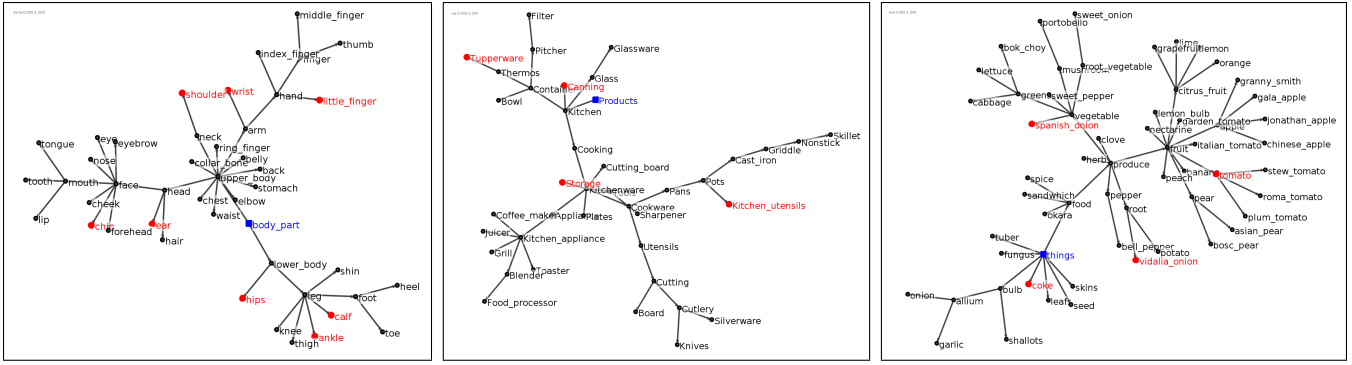 middle_finger
thumb
index_finger
shoulder
wrist
hand
little_finger
arm
neck
tongue
eye
eyebrow
ring_finger
nose
collar_bone
belly
back
tooth
mouth
face
head
upper_body
stomach
cheek
chest
elbow
lip
chin
forehead
ear
waist
body_part
hair
lower_body
shin
hips
leg
foot
heel
calf
knee
ankle
toe
thigh
Filter
Pitcher
Glassware
Tupperware
Thermos
Glass
Container
Canning
Bowl
Products
Kitchen
Skillet
Nonstick
Cooking
Griddle
Cutting_board
Cast_iron
Storage
Kitchenware
Pans
Pots
Cookware
Kitchen_utensils
Coffee_maker
Appliances
Plates
Sharpener
Juicer
Kitchen_appliance
Utensils
Grill
Blender
Toaster
Cutting
Food_processor
Board
Cutlery
Silverware
Knives
sweet_onion
portobello
bok_choy
lime
grapefruit
lemon
lettuce
mushroom
root_vegetable
orange
granny_smith
greens
sweet_pepper
citrus_fruit
gala_apple
cabbage
vegetable
lemon_bulb
spanish_onion
garden_tomato
apple
jonathan_apple
nectarine
clove
italian_tomato
chinese_apple
herb
produce
fruit
spice
peach
banana
tomato
stew_tomato
sandwhich
food
pepper
pear
roma_tomato
okara
root
plum_tomato
tuber
asian_pear
fungus
things
bell_pepper
potato
bosc_pear
vidalia_onion
onion
allium
bulb
coke
skins
leafs
seed
garlic
shallots